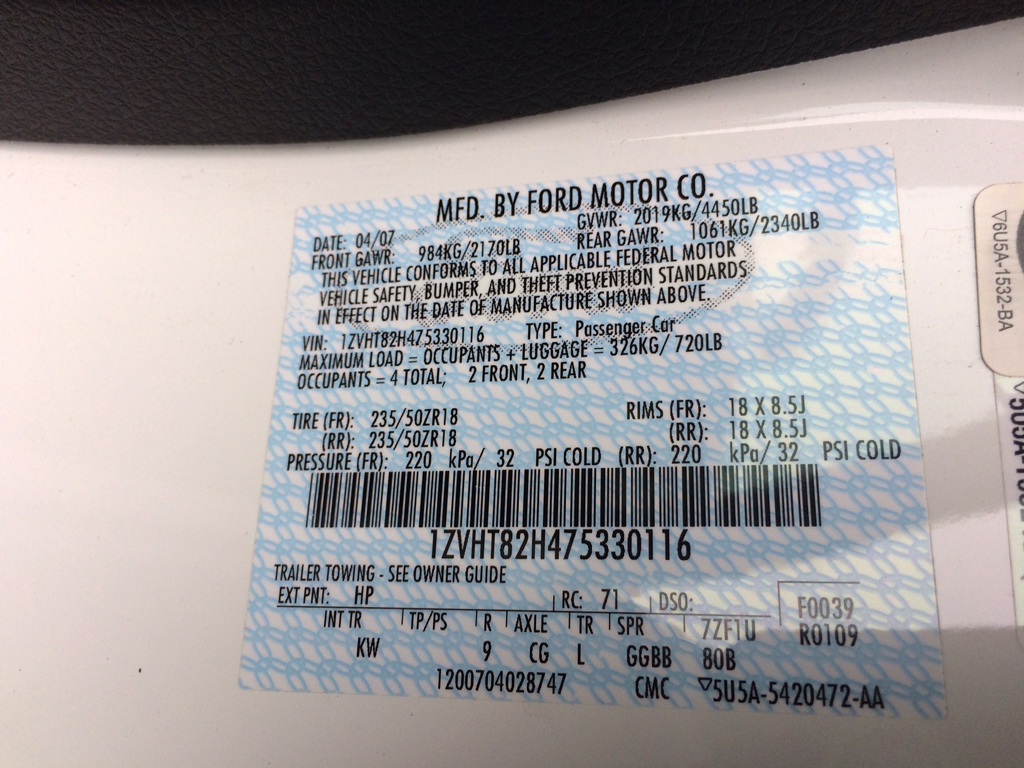 MFD. BY FORD MOTOR CO.
DATE: 04/07 GVWR: 2019KG/4450LB
FRONT GAWR: 984KG/2170LB REAR GAWR: 1061KG/2340LB
THIS VEHICLE CONFORMS TO ALL APPLICABLE FEDERAL MOTOR
VEHICLE SAFETY, BUMPER, AND THEFT PREVENTION STANDARDS
IN EFFECT ON THE DATE OF MANUFACTURE SHOWN ABOVE.
VIN: 1ZVHT82H475330116 TYPE: Passenger Car
MAXIMUM LOAD = OCCUPANTS + LUGGAGE = 326KG/ 720LB
OCCUPANTS = 4 TOTAL; 2 FRONT, 2 REAR
TIRE (FR): 235/50ZR18 RIMS (FR): 18 X 8.5J
(RR): 235/50ZR18 (RR): 18 X 8.5J
PRESSURE (FR): 220 kPa/ 32 PSI COLD (RR): 220 kPa/ 32 PSI COLD
1ZVHT82H475330116
TRAILER TOWING - SEE OWNER GUIDE
EXT PNT: HP RC: 71 DSO: F0039
INT TR TP/PS R AXLE TR SPR 7ZF1U R0109
KW 9 CG L GGBB 80B
1200704028747 CMC ▽5U5A-5420472-AA
▽6U5A-1532-BA